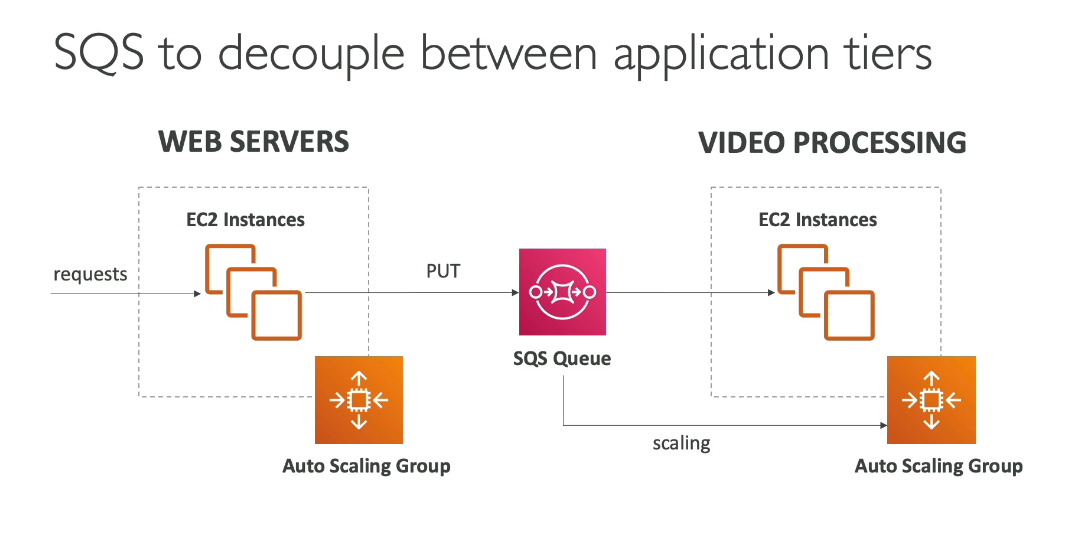 SQS to decouple between application tiers
WEB SERVERS
VIDEO PROCESSING
EC2 Instances
EC2 Instances
requests
PUT
SQS Queue
scaling
Auto Scaling Group
Auto Scaling Group